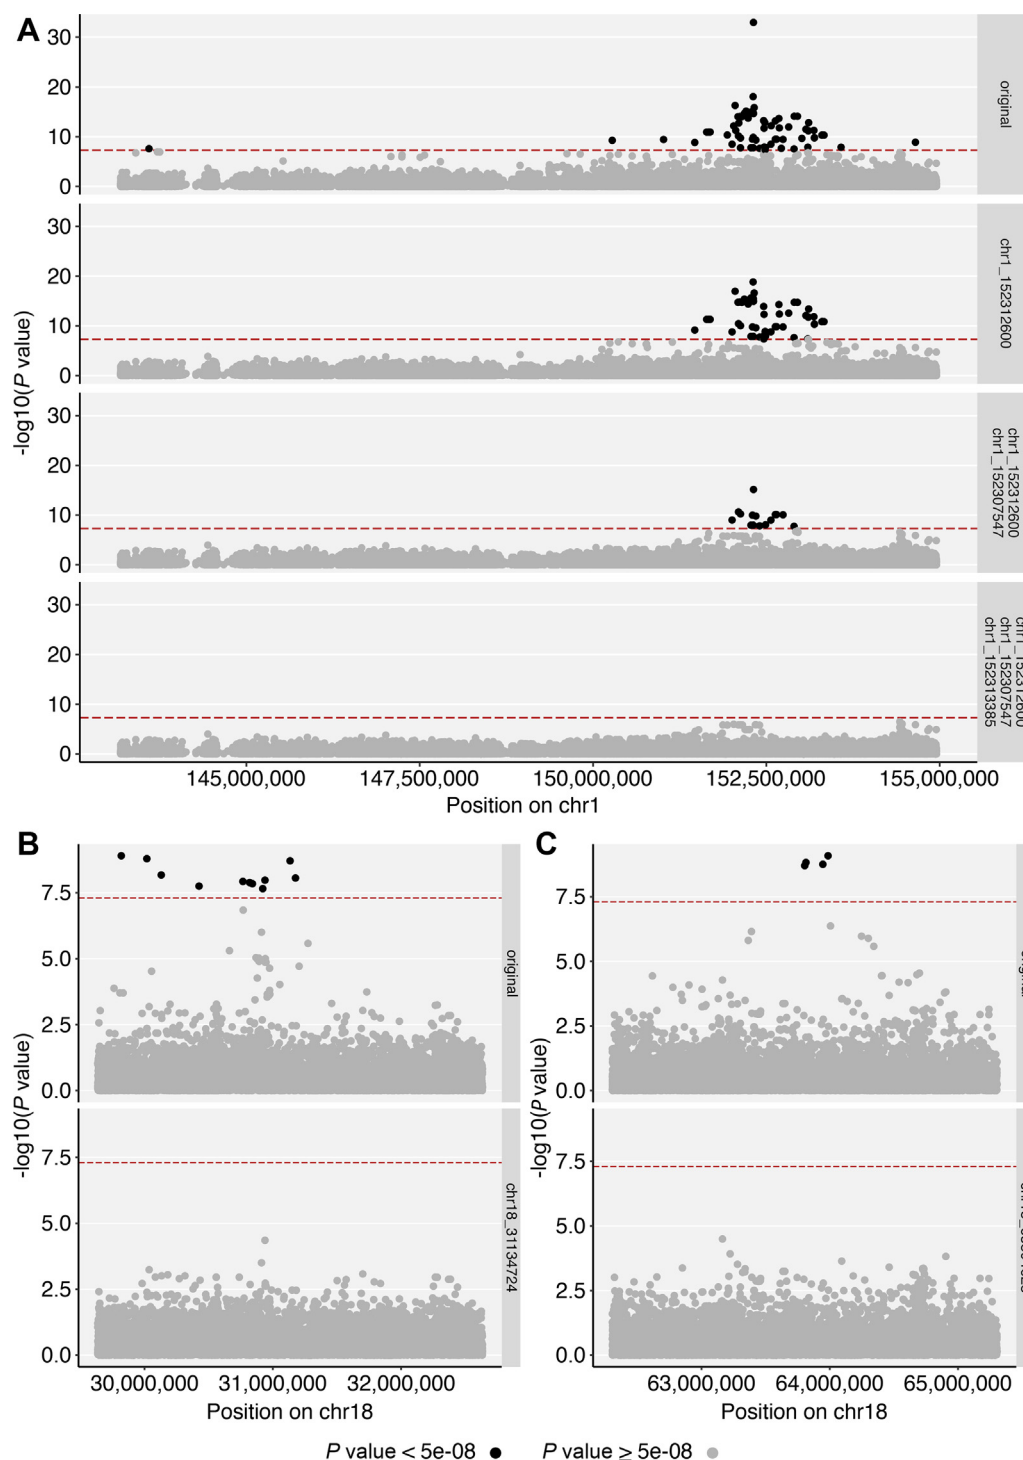 A
30
20
10
0
original
30
20
10
0
chr1_152312600
30
20
10
0
chr1_152312600
chr1_152307547
30
20
10
0
chr1_152312600
chr1_152307547
chr1_152313385
-log10(P value)
145,000,000 147,500,000 150,000,000 152,500,000 155,000,000
Position on chr1
B
7.5
5.0
2.5
0.0
original
7.5
5.0
2.5
0.0
chr18_31134724
-log10(P value)
30,000,000 31,000,000 32,000,000
Position on chr18
C
7.5
5.0
2.5
0.0
7.5
5.0
2.5
0.0
-log10(P value)
63,000,000 64,000,000 65,000,000
Position on chr18
P value < 5e-08 P value ≥ 5e-08